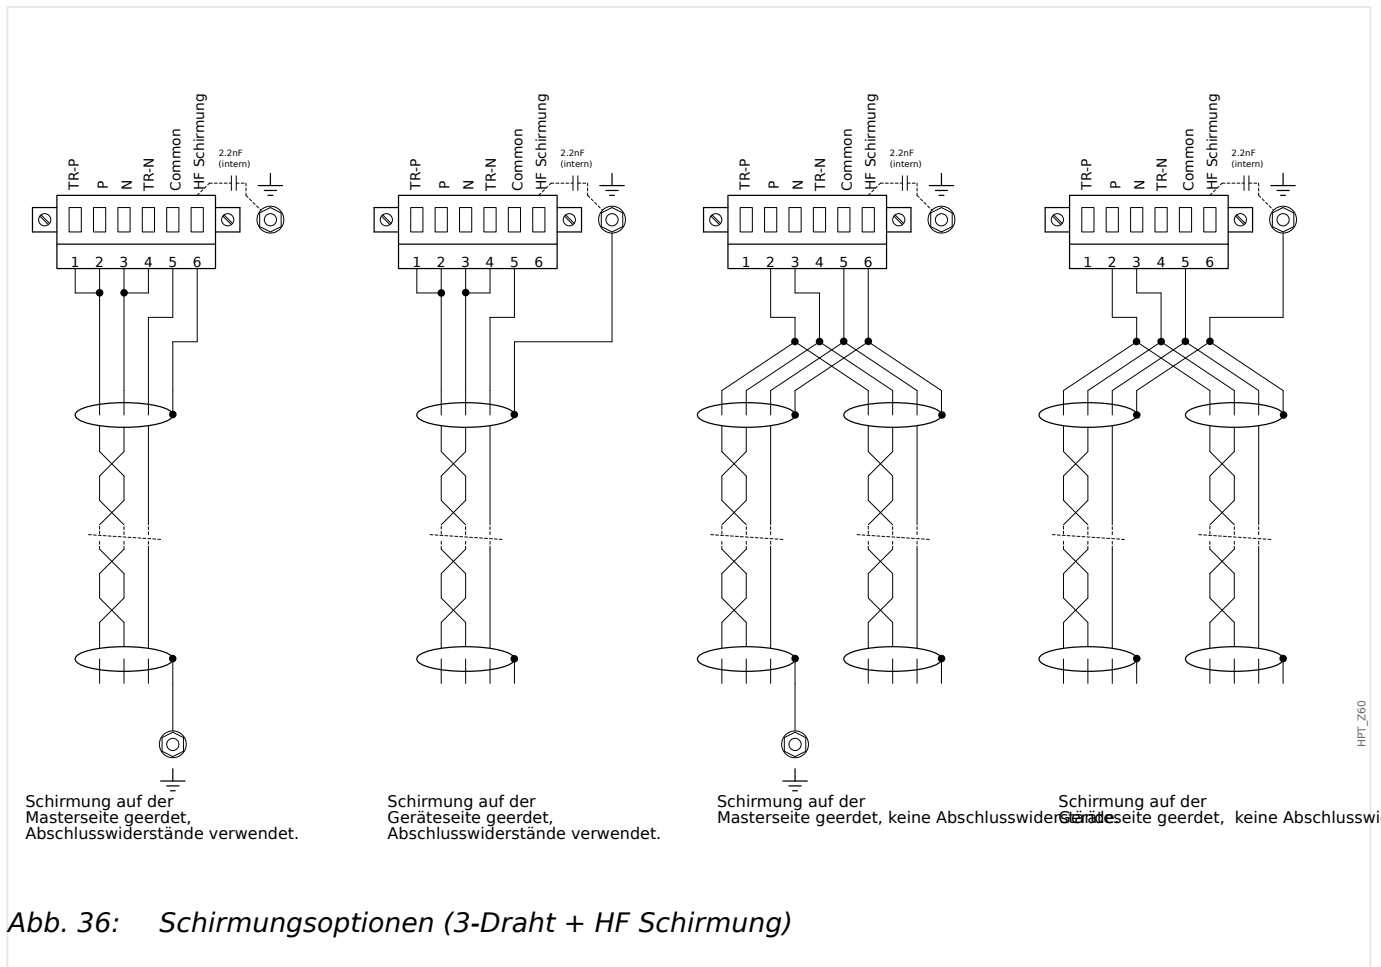 TR-P
P
N
TR-N
Common
HF Schirmung
2.2nF
(intern)
1 2 3 4 5 6
TR-P
P
N
TR-N
Common
HF Schirmung
2.2nF
(intern)
1 2 3 4 5 6
TR-P
P
N
TR-N
Common
HF Schirmung
2.2nF
(intern)
1 2 3 4 5 6
TR-P
P
N
TR-N
Common
HF Schirmung
2.2nF
(intern)
1 2 3 4 5 6
HPT_Z60
Schirmung auf der
Masterseite geerdet,
Abschlusswiderstände verwendet.
Schirmung auf der
Geräteseite geerdet,
Abschlusswiderstände verwendet.
Schirmung auf der
Masterseite geerdet, keine Abschlusswiderstände.
Schirmung auf der
Geräteseite geerdet, keine Abschlusswi
Abb. 36: Schirmungsoptionen (3-Draht + HF Schirmung)